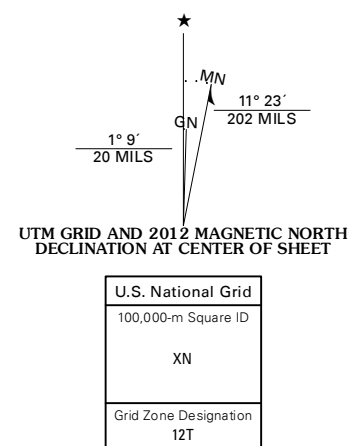 MN
11° 23´
202 MILS
GN
1° 9´
20 MILS
UTM GRID AND 2012 MAGNETIC NORTH
DECLINATION AT CENTER OF SHEET
U.S. National Grid
100,000-m Square ID
XN
Grid Zone Designation
12T